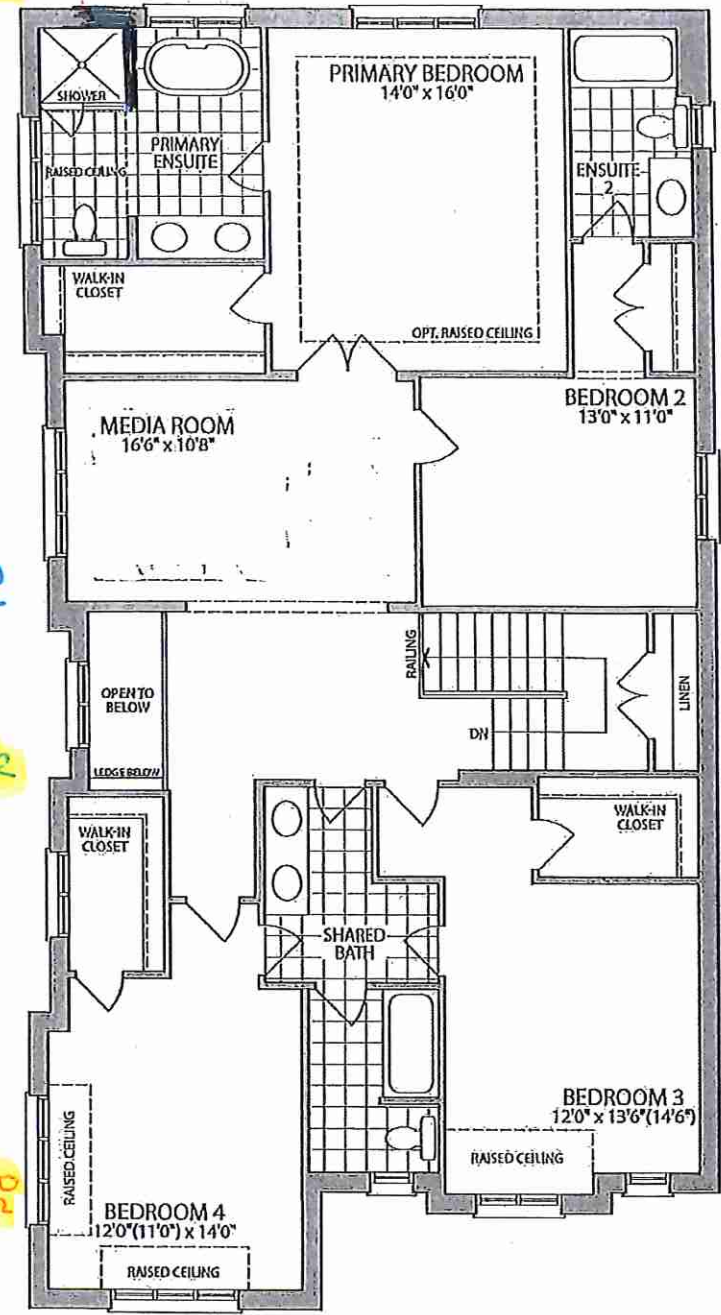 SHOWER
PRIMARY
ENSUITE
RAISED CEILING
PRIMARY BEDROOM
14'0" x 16'0"
OPT. RAISED CEILING
ENSUITE
2
WALK-IN
CLOSET
MEDIA ROOM
16'6" x 10'8"
BEDROOM 2
13'0" x 11'0"
OPEN TO
BELOW
LEDGE BELOW
RAILING
DN
LINEN
WALK-IN
CLOSET
WALK-IN
CLOSET
SHARED
BATH
BEDROOM 3
12'0" x 13'6"(14'6")
RAISED CEILING
RAISED CEILING
BEDROOM 4
12'0"(11'0") x 14'0"
RAISED CEILING